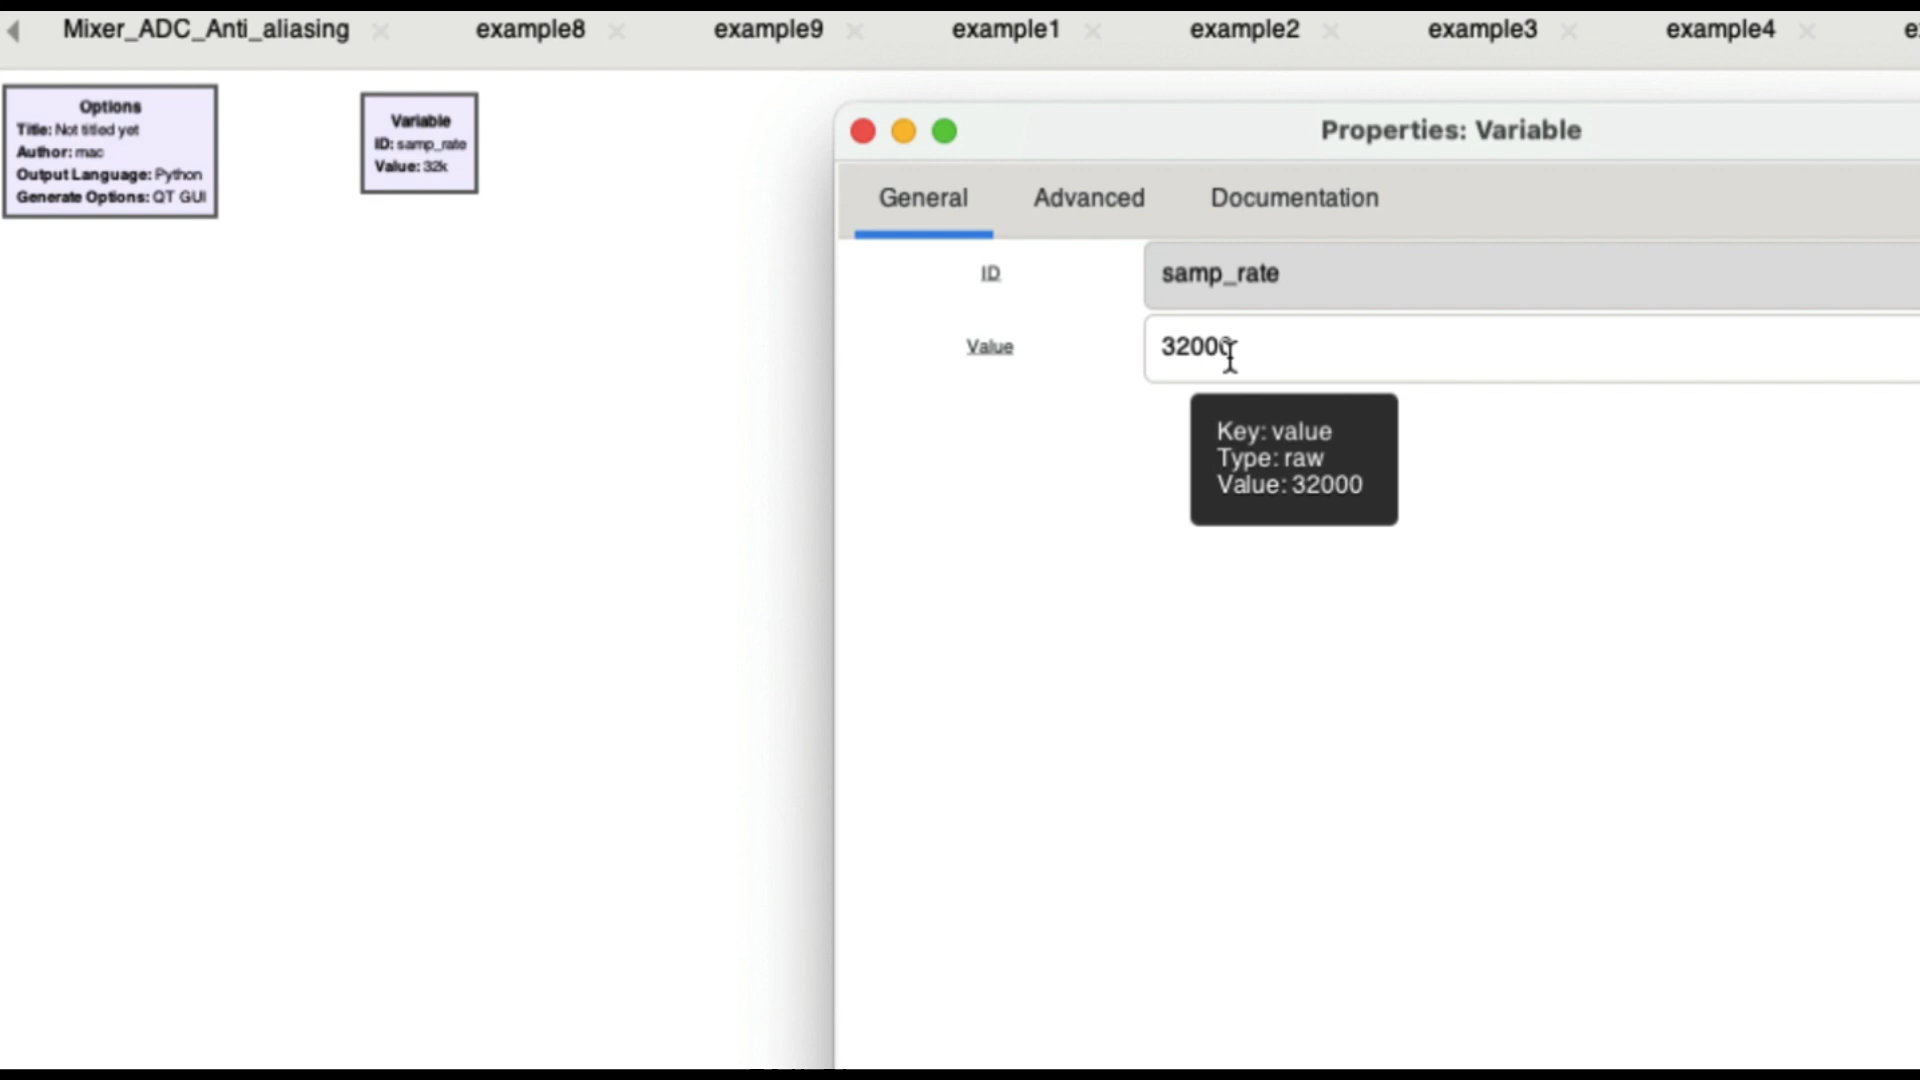 Mixer_ADC_Anti_aliasing example8 example9 example1 example2 example3 example4
Options
Title: Not titled yet
Author: mac
Output Language: Python
Generate Options: QT GUI
Variable
ID: samp_rate
Value: 32k
Properties: Variable
General Advanced Documentation
ID samp_rate
Value 32000
Key: value
Type: raw
Value: 32000